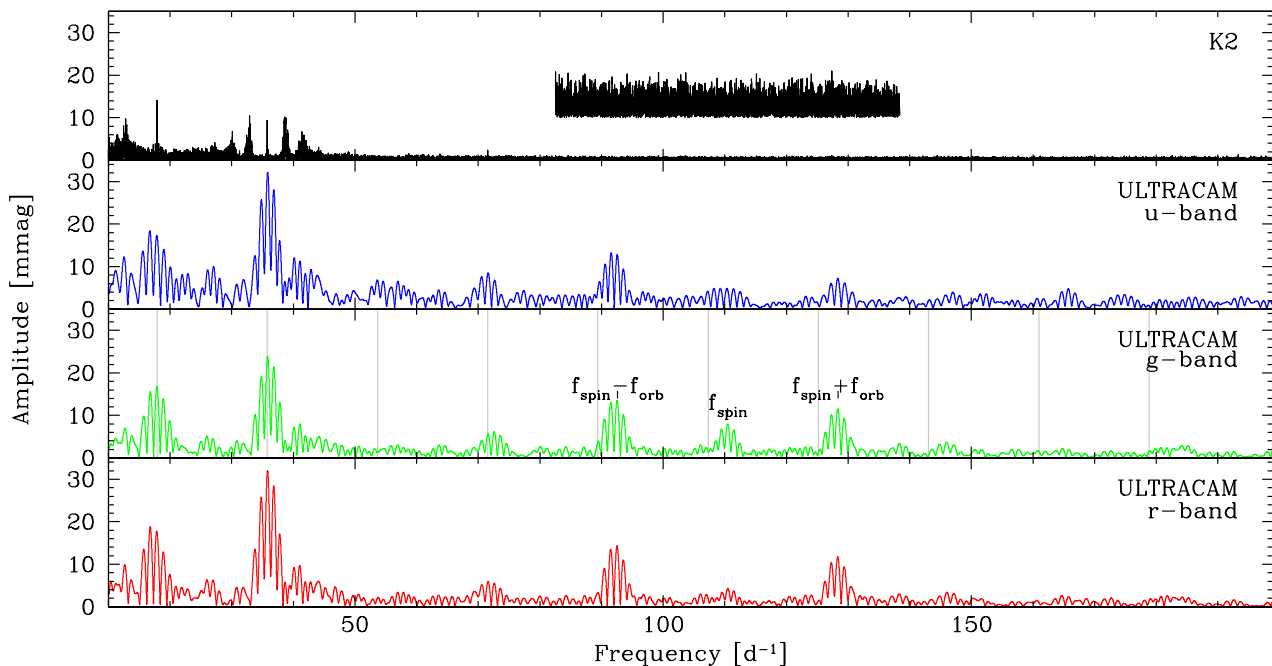 K2
30
20
10
0
ULTRACAM
u-band
30
20
10
0
ULTRACAM
g-band
30
20
10
0
f_spin-f_orb
f_spin
f_spin+f_orb
ULTRACAM
r-band
30
20
10
0
50
100
150
Frequency [d⁻¹]
Amplitude [mmag]